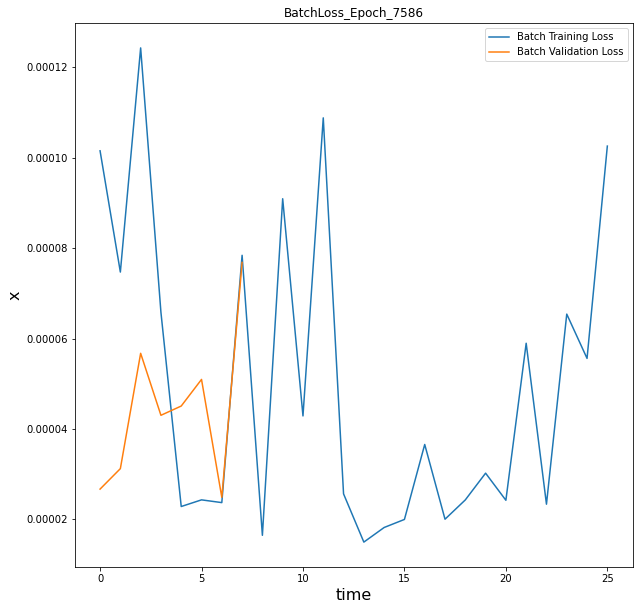 BatchLoss_Epoch_7586
Batch Training Loss
Batch Validation Loss
0.00012
0.00010
0.00008
0.00006
0.00004
0.00002
x
0 5 10 15 20 25
time